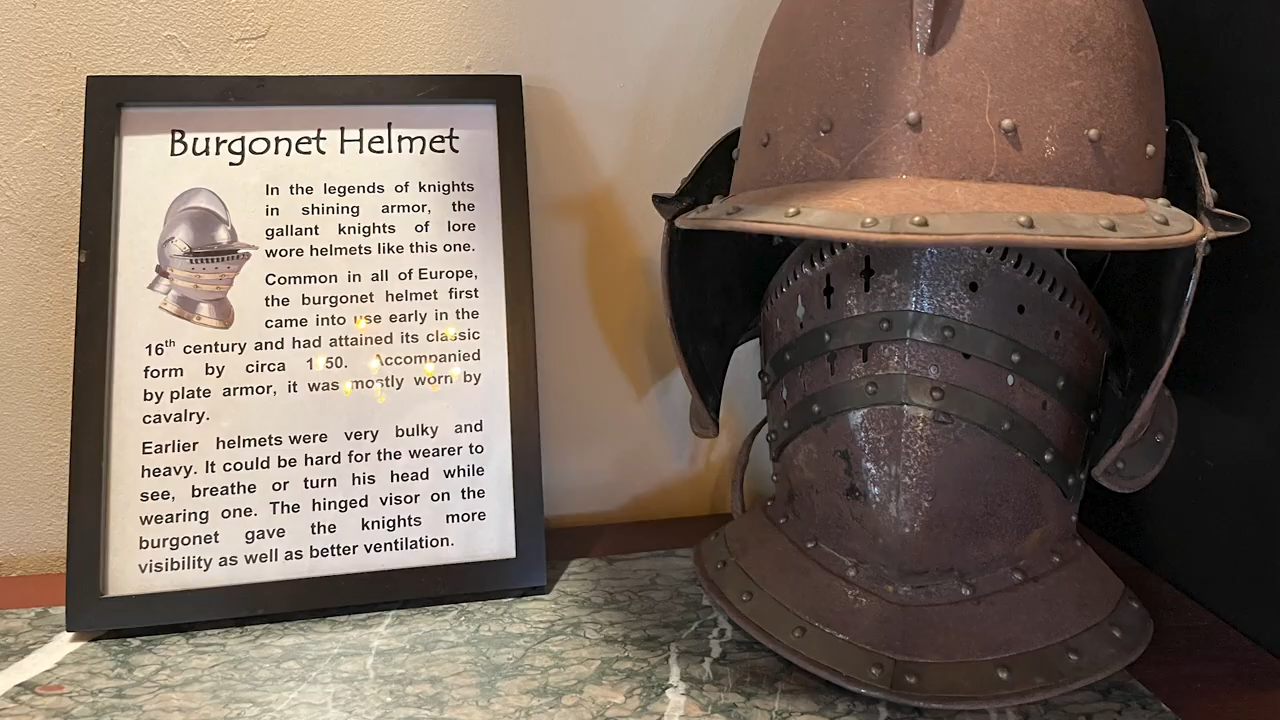 Burgonet Helmet
In the legends of knights
in shining armor, the
gallant knights of lore
wore helmets like this one.
Common in all of Europe,
the burgonet helmet first
came into use early in the
16th century and had attained its classic
form by circa
Accompanied
by plate armor, it was mostly worn by
cavalry.
Earlier helmets were very bulky and
heavy. It could be hard for the wearer to
see, breathe or turn his head while
wearing one. The hinged visor on the
burgonet gave the knights more
visibility as well as better ventilation.